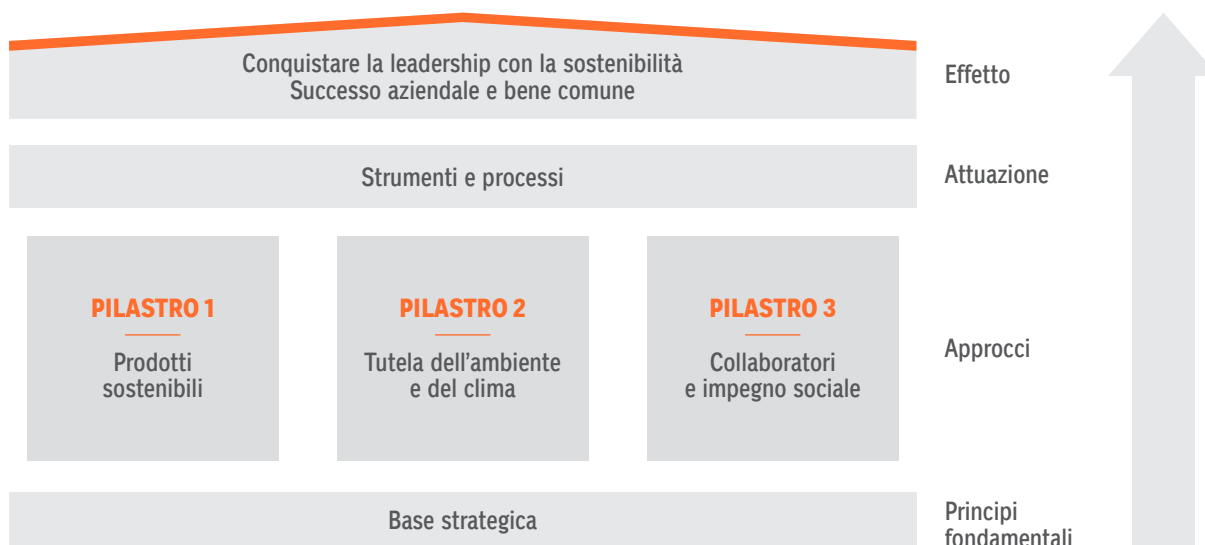 Conquistare la leadership con la sostenibilità
Successo aziendale e bene comune
Effetto
Strumenti e processi
Attuazione
PILASTRO 1
Prodotti
sostenibili
PILASTRO 2
Tutela dell'ambiente
e del clima
PILASTRO 3
Collaboratori
e impegno sociale
Approcci
Base strategica
Principi
fondamentali